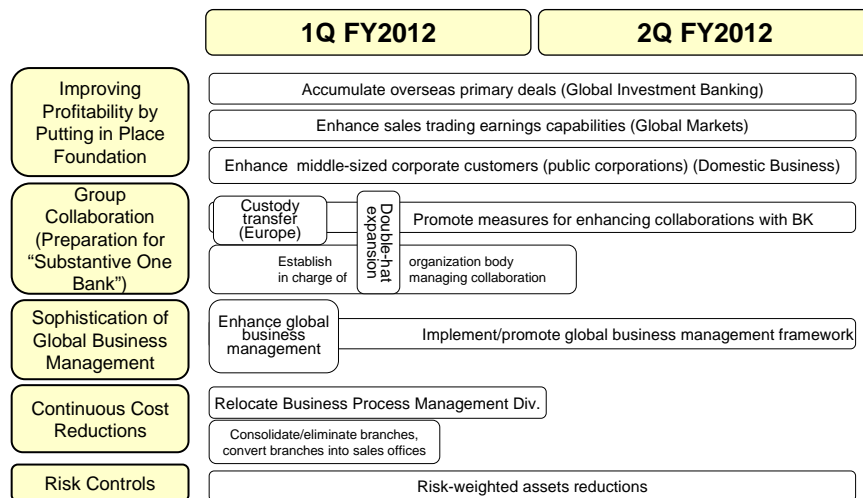 1Q FY2012
2Q FY2012
Improving
Profitability by
Putting in Place
Foundation
Accumulate overseas primary deals (Global Investment Banking)
Enhance sales trading earnings capabilities (Global Markets)
Enhance middle-sized corporate customers (public corporations) (Domestic Business)
Group
Collaboration
(Preparation for
“Substantive One
Bank”)
Custody
transfer
(Europe)
Double-hat
expansion
Promote measures for enhancing collaborations with BK
Establish organization body
in charge of managing collaboration
Sophistication of
Global Business
Management
Enhance global
business
management
Implement/promote global business management framework
Continuous Cost
Reductions
Relocate Business Process Management Div.
Consolidate/eliminate branches,
convert branches into sales offices
Risk Controls
Risk-weighted assets reductions